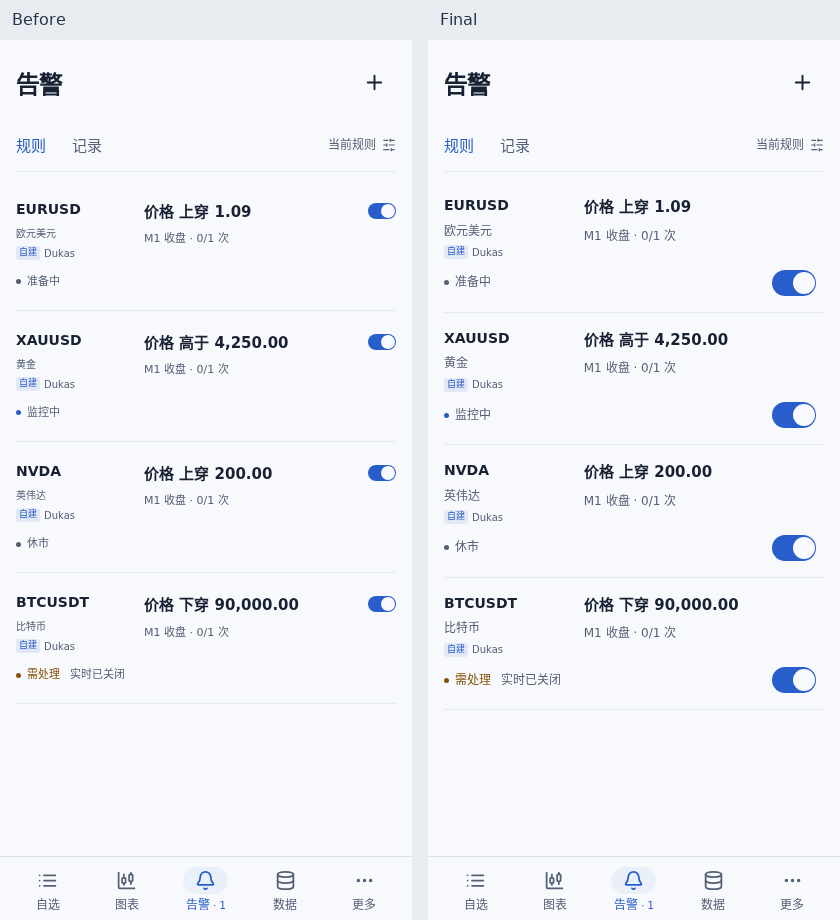 Before
告警
规则 记录 当前规则
EURUSD 价格 上穿 1.09
欧元美元 M1 收盘 · 0/1 次
自建 Dukas
准备中
XAUUSD 价格 高于 4,250.00
黄金 M1 收盘 · 0/1 次
自建 Dukas
监控中
NVDA 价格 上穿 200.00
英伟达 M1 收盘 · 0/1 次
自建 Dukas
休市
BTCUSDT 价格 下穿 90,000.00
比特币 M1 收盘 · 0/1 次
自建 Dukas
需处理 实时已关闭
自选 图表 告警 · 1 数据 更多
Final
告警
规则 记录 当前规则
EURUSD 价格 上穿 1.09
欧元美元 M1 收盘 · 0/1 次
自建 Dukas
准备中
XAUUSD 价格 高于 4,250.00
黄金 M1 收盘 · 0/1 次
自建 Dukas
监控中
NVDA 价格 上穿 200.00
英伟达 M1 收盘 · 0/1 次
自建 Dukas
休市
BTCUSDT 价格 下穿 90,000.00
比特币 M1 收盘 · 0/1 次
自建 Dukas
需处理 实时已关闭
自选 图表 告警 · 1 数据 更多